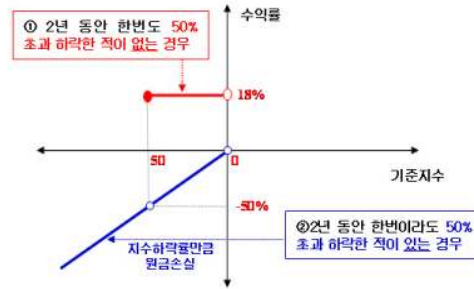 ① 2년 동안 한번도 50%
초과 하락한 적이 없는 경우
수익률
18%
50
0
기준지수
-50%
지수하락률만큼
원금손실
②2년 동안 한번이라도 50%
초과 하락한 적이 있는 경우